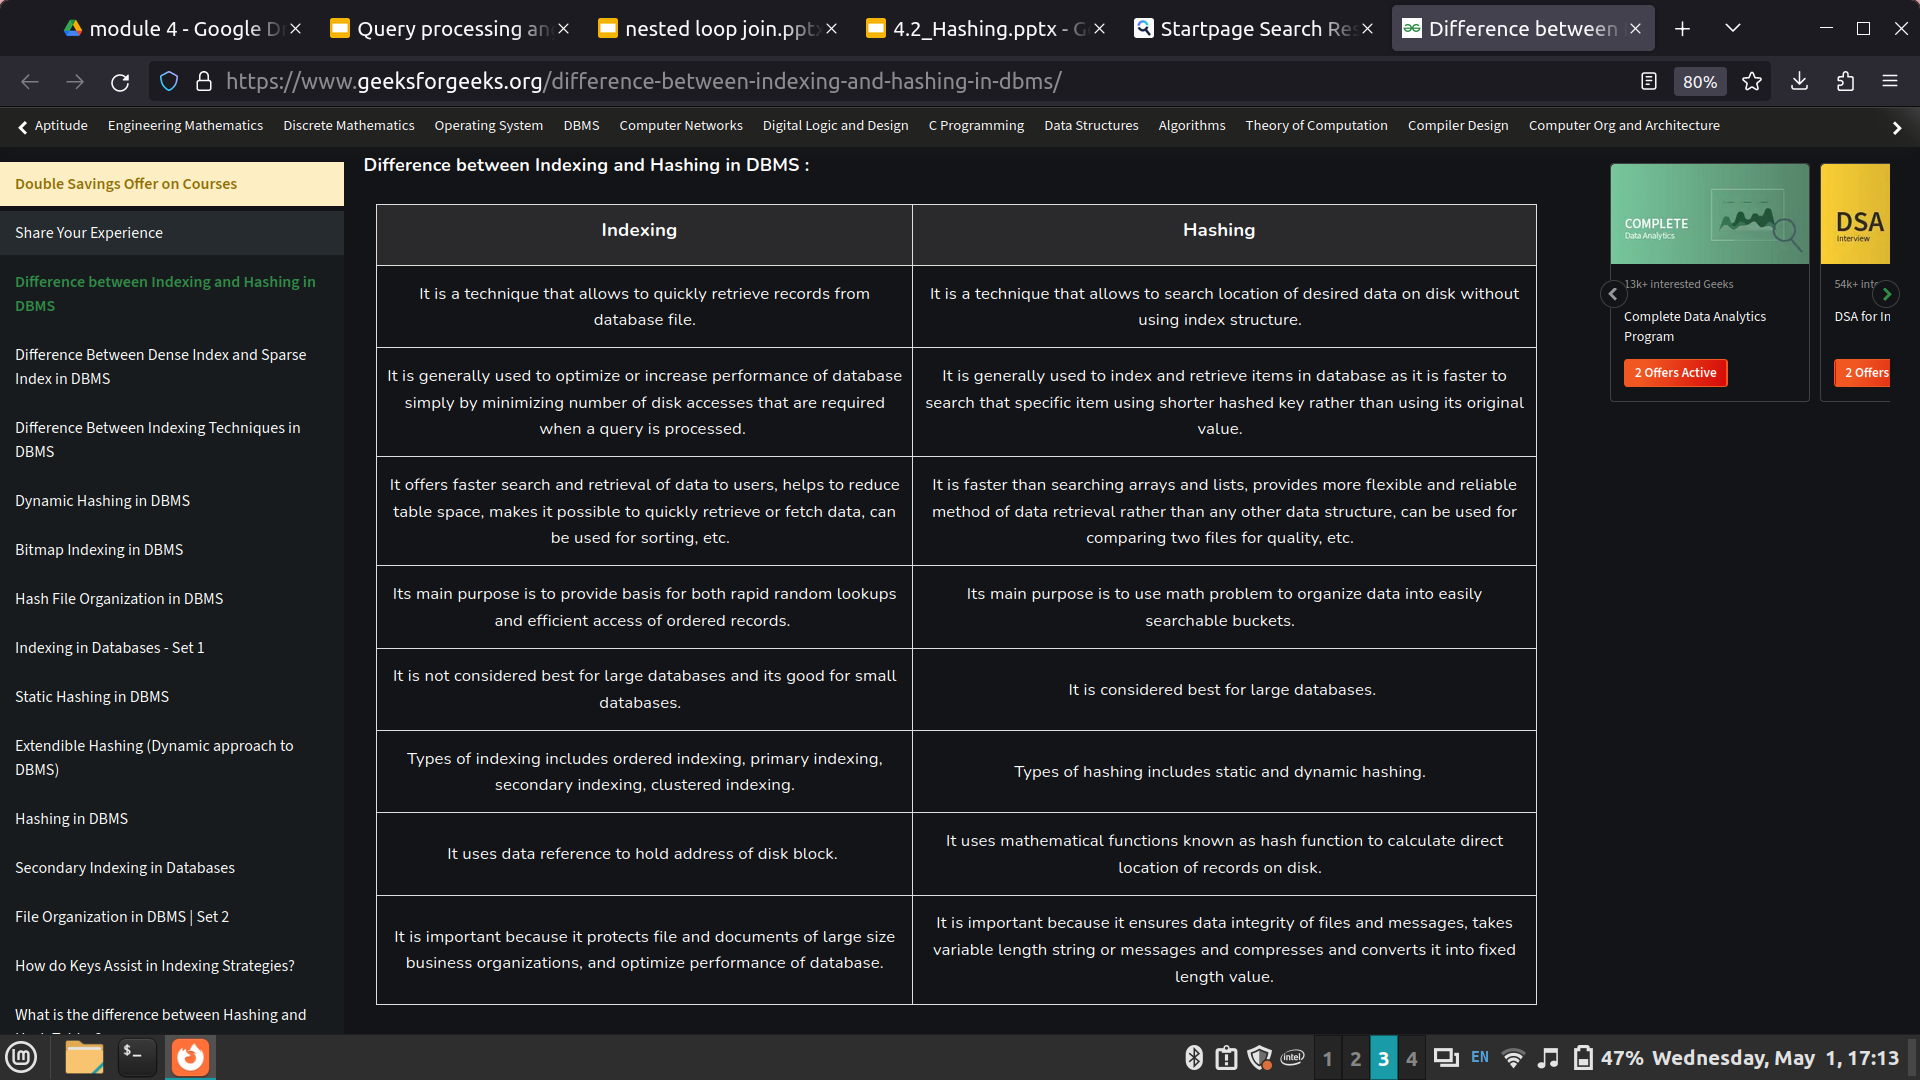 module 4 - Google D
Query processing an
nested loop join.pptx
4.2_Hashing.pptx - G
Startpage Search Res
Difference between
https://www.geeksforgeeks.org/difference-between-indexing-and-hashing-in-dbms/
80%
Aptitude Engineering Mathematics Discrete Mathematics Operating System DBMS Computer Networks Digital Logic and Design C Programming Data Structures Algorithms Theory of Computation Compiler Design Computer Org and Architecture
Double Savings Offer on Courses
Share Your Experience
Difference between Indexing and Hashing in
DBMS
Difference Between Dense Index and Sparse
Index in DBMS
Difference Between Indexing Techniques in
DBMS
Dynamic Hashing in DBMS
Bitmap Indexing in DBMS
Hash File Organization in DBMS
Indexing in Databases - Set 1
Static Hashing in DBMS
Extendible Hashing (Dynamic approach to
DBMS)
Hashing in DBMS
Secondary Indexing in Databases
File Organization in DBMS | Set 2
How do Keys Assist in Indexing Strategies?
What is the difference between Hashing and
Difference between Indexing and Hashing in DBMS :
Indexing
Hashing
It is a technique that allows to quickly retrieve records from
database file.
It is a technique that allows to search location of desired data on disk without
using index structure.
It is generally used to optimize or increase performance of database
simply by minimizing number of disk accesses that are required
when a query is processed.
It is generally used to index and retrieve items in database as it is faster to
search that specific item using shorter hashed key rather than using its original
value.
It offers faster search and retrieval of data to users, helps to reduce
table space, makes it possible to quickly retrieve or fetch data, can
be used for sorting, etc.
It is faster than searching arrays and lists, provides more flexible and reliable
method of data retrieval rather than any other data structure, can be used for
comparing two files for quality, etc.
Its main purpose is to provide basis for both rapid random lookups
and efficient access of ordered records.
Its main purpose is to use math problem to organize data into easily
searchable buckets.
It is not considered best for large databases and its good for small
databases.
It is considered best for large databases.
Types of indexing includes ordered indexing, primary indexing,
secondary indexing, clustered indexing.
Types of hashing includes static and dynamic hashing.
It uses data reference to hold address of disk block.
It uses mathematical functions known as hash function to calculate direct
location of records on disk.
It is important because it protects file and documents of large size
business organizations, and optimize performance of database.
It is important because it ensures data integrity of files and messages, takes
variable length string or messages and compresses and converts it into fixed
length value.
COMPLETE
Data Analytics
13k+ interested Geeks
Complete Data Analytics
Program
2 Offers Active
DSA
Interview
54k+ inte
DSA for In
2 Offers
$_
intel
1 2 3 4
EN
47% Wednesday, May 1, 17:13